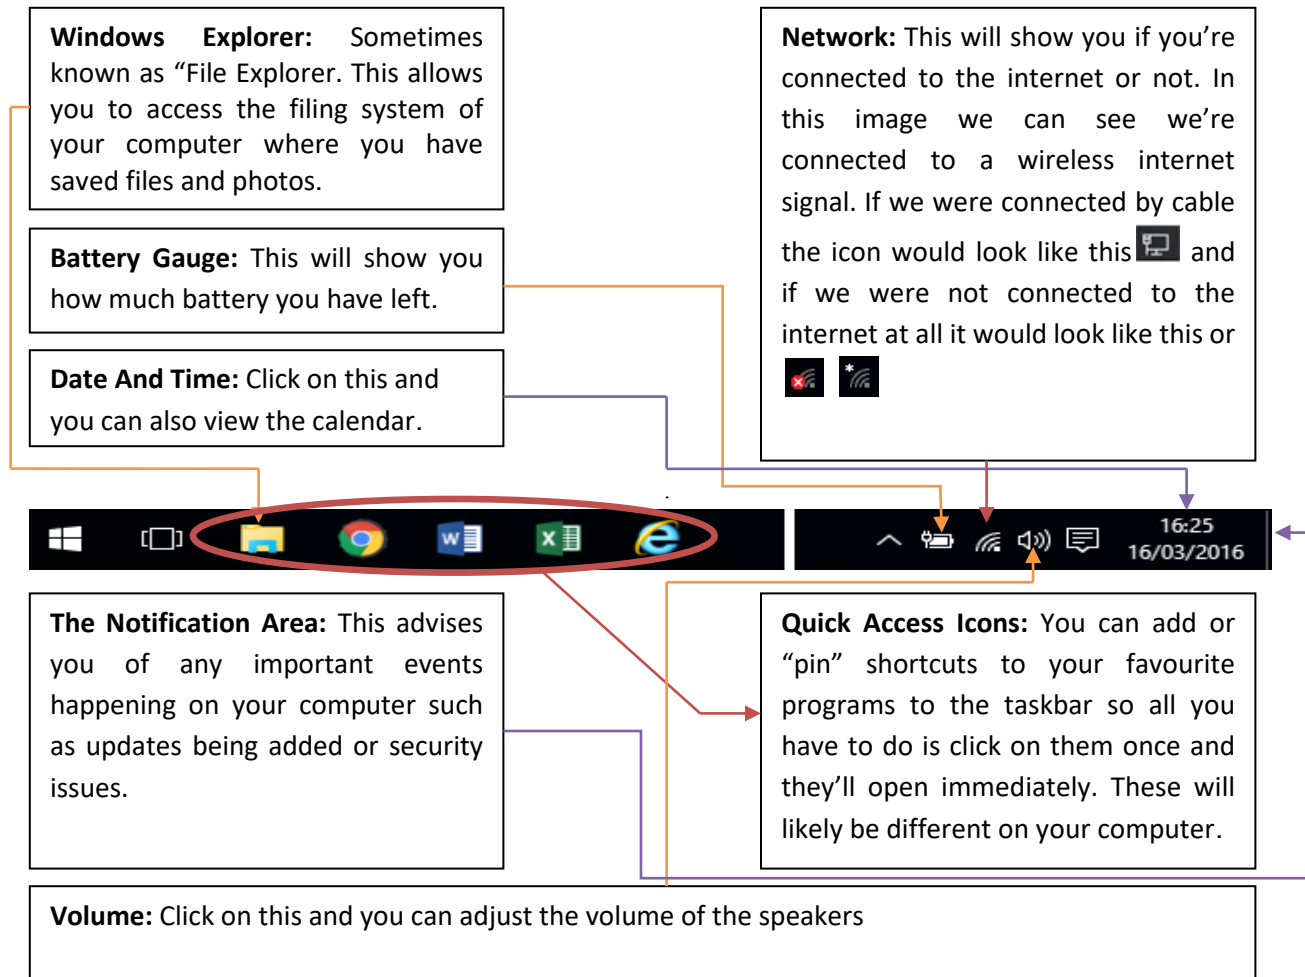 Windows Explorer: Sometimes
known as “File Explorer. This allows
you to access the filing system of
your computer where you have
saved files and photos.
Battery Gauge: This will show you
how much battery you have left.
Date And Time: Click on this and
you can also view the calendar.
Network: This will show you if you’re
connected to the internet or not. In
this image we can see we’re
connected to a wireless internet
signal. If we were connected by cable
the icon would look like this and
if we were not connected to the
internet at all it would look like this or
.
16:25
16/03/2016
The Notification Area: This advises
you of any important events
happening on your computer such
as updates being added or security
issues.
Quick Access Icons: You can add or
“pin” shortcuts to your favourite
programs to the taskbar so all you
have to do is click on them once and
they’ll open immediately. These will
likely be different on your computer.
Volume: Click on this and you can adjust the volume of the speakers